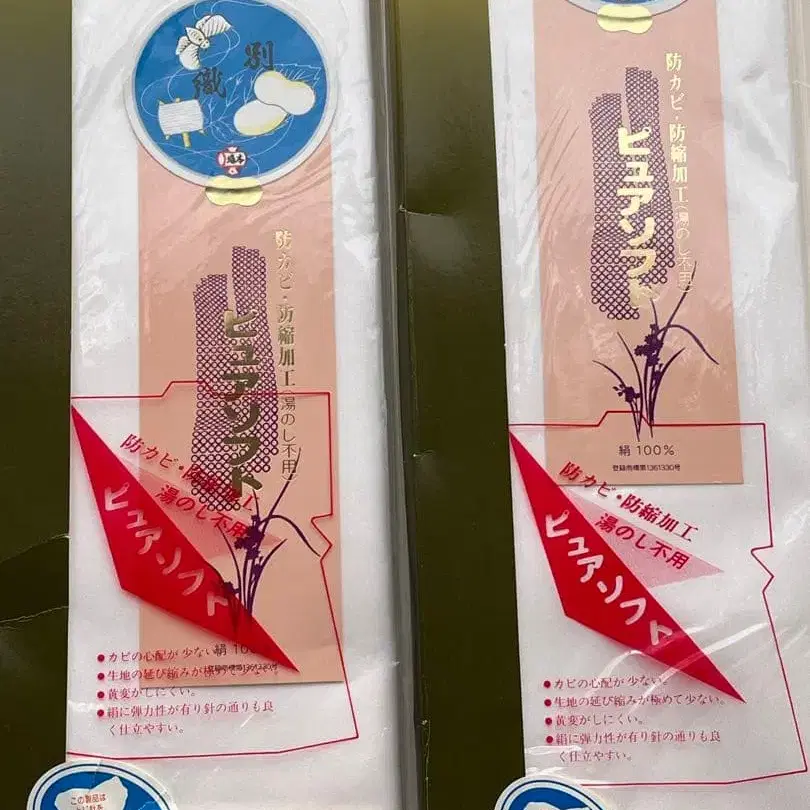 別織
防カビ・防縮加工(湯のし不用)
ピュアソフト
防カビ・防縮加工
湯のし不用
ピュアソフト
●カビの心配が少ない
●生地の延び縮みが極めて少ない。
●黄変がしにくい。
●絹に弾力性が有り針の通りも良
く仕立やすい。
この製品は
防カビ・防縮加工(湯のし不用)
ピュアソフト
絹 100%
登録商標第1361330号
防カビ・防縮加工
湯のし不用
ピュアソフト
●カビの心配が少ない。
●生地の延び縮みが極めて少ない。
●黄変がしにくい。
●絹に弾力性が有り針の通りも良
く仕立やすい。